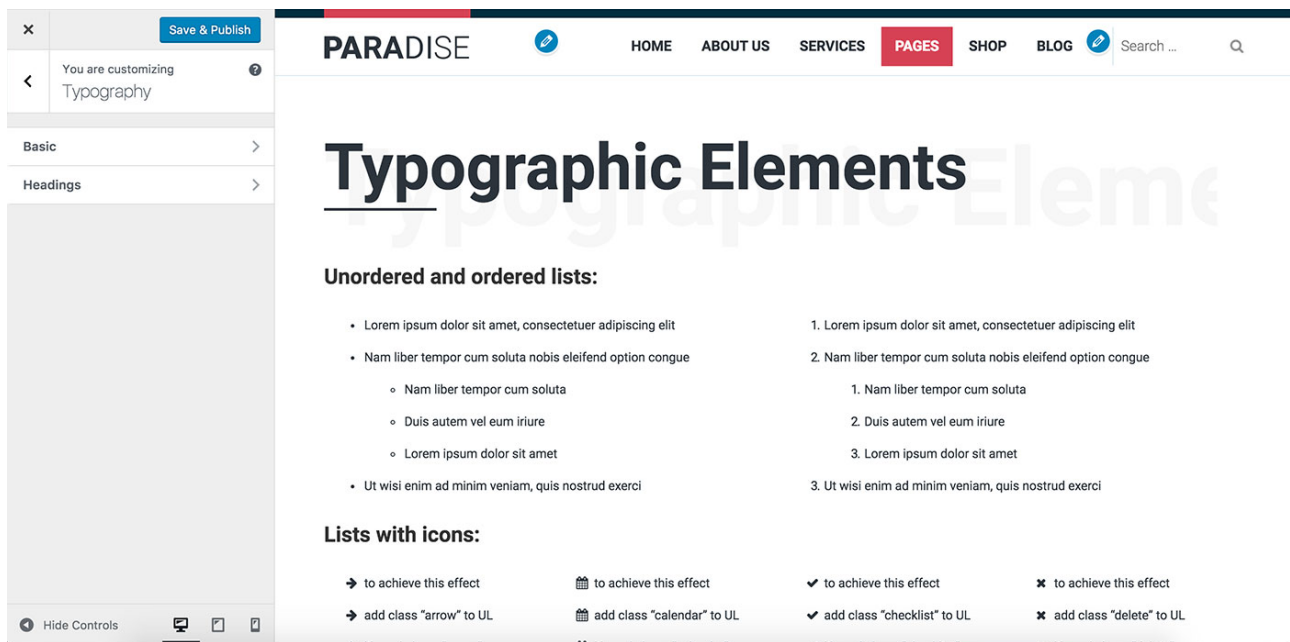 Save & Publish
You are customizing
Typography
Basic
Headings
Hide Controls
PARADISE
HOME ABOUT US SERVICES PAGES SHOP BLOG Search ...
Typographic Elements
Typographic Eleme
Unordered and ordered lists:
• Lorem ipsum dolor sit amet, consectetuer adipiscing elit
• Nam liber tempor cum soluta nobis eleifend option congue
◦ Nam liber tempor cum soluta
◦ Duis autem vel eum iriure
◦ Lorem ipsum dolor sit amet
• Ut wisi enim ad minim veniam, quis nostrud exerci
1. Lorem ipsum dolor sit amet, consectetuer adipiscing elit
2. Nam liber tempor cum soluta nobis eleifend option congue
1. Nam liber tempor cum soluta
2. Duis autem vel eum iriure
3. Lorem ipsum dolor sit amet
3. Ut wisi enim ad minim veniam, quis nostrud exerci
Lists with icons:
to achieve this effect
add class “arrow” to UL
to achieve this effect
add class “calendar” to UL
to achieve this effect
add class “checklist” to UL
to achieve this effect
add class “delete” to UL